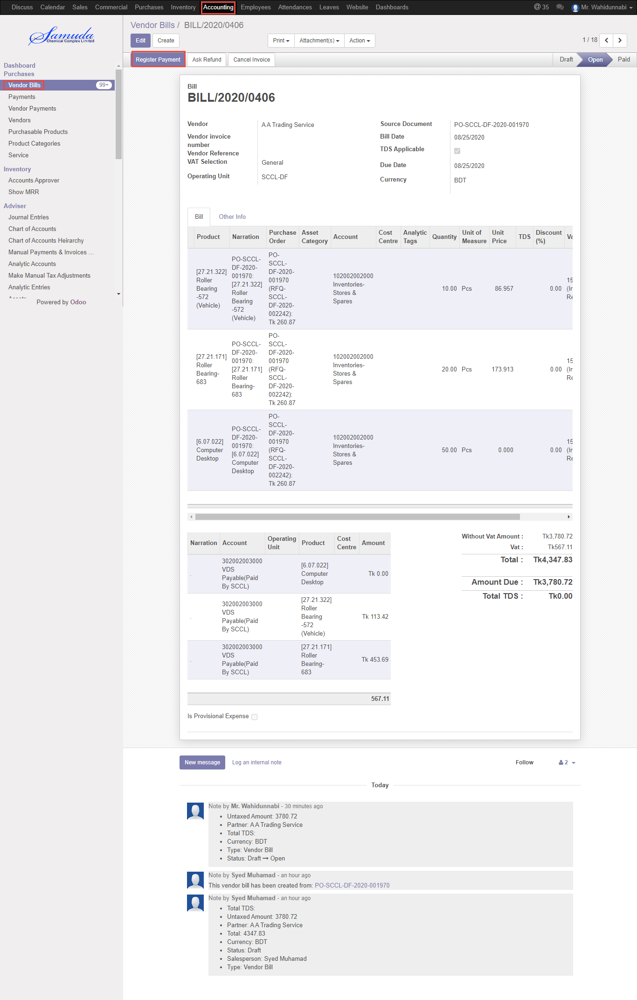 Discuss Calendar Sales Commercial Purchases Inventory Accounting Employees Attendances Leaves Website Dashboards @ 35 Mr. Wahidunnabi
Samuda
Chemical Complex Limited
Vendor Bills / BILL/2020/0406
Edit Create Print Attachment(s) Action 1 / 18
Register Payment Ask Refund Cancel Invoice Draft Open Paid
Dashboard
Purchases
Vendor Bills 99+
Payments
Vendor Payments
Vendors
Purchasable Products
Product Categories
Service
Inventory
Accounts Approver
Show MRR
Adviser
Journal Entries
Chart of Accounts
Chart of Accounts Heirarchy
Manual Payments & Invoices ...
Analytic Accounts
Make Manual Tax Adjustments
Analytic Entries
Powered by Odoo
Bill
BILL/2020/0406
Vendor A A Trading Service
Vendor invoice
number
Vendor Reference
VAT Selection General
Operating Unit SCCL-DF
Source Document PO-SCCL-DF-2020-001970
Bill Date 08/25/2020
TDS Applicable
Due Date 08/25/2020
Currency BDT
Bill Other Info
Product Narration Purchase Order Asset Category Account Cost Centre Analytic Tags Quantity Unit of Measure Unit Price TDS Discount (%) Va
[27.21.322]
Roller
Bearing
-572
(Vehicle)
PO-SCCL-
DF-2020-
001970:
[27.21.322]
Roller
Bearing
-572
(Vehicle)
PO-
SCCL-
DF-2020-
001970
(RFQ-
SCCL-
DF-2020-
002242):
Tk 260.87
102002002000
Inventories-
Stores &
Spares
10.00 Pcs 86.957 0.00
15
(In
Re
[27.21.171]
Roller
Bearing-
683
PO-SCCL-
DF-2020-
001970:
[27.21.171]
Roller
Bearing-
683
PO-
SCCL-
DF-2020-
001970
(RFQ-
SCCL-
DF-2020-
002242):
Tk 260.87
102002002000
Inventories-
Stores &
Spares
20.00 Pcs 173.913 0.00
15
(In
Re
[6.07.022]
Computer
Desktop
PO-SCCL-
DF-2020-
001970:
[6.07.022]
Computer
Desktop
PO-
SCCL-
DF-2020-
001970
(RFQ-
SCCL-
DF-2020-
002242):
Tk 260.87
102002002000
Inventories-
Stores &
Spares
50.00 Pcs 0.000 0.00
15
(In
Re
Narration Account Operating Unit Product Cost Centre Amount
.
302002003000
VDS
Payable(Paid
By SCCL)
[6.07.022]
Computer
Desktop
Tk 0.00
.
302002003000
VDS
Payable(Paid
By SCCL)
[27.21.322]
Roller
Bearing
-572
(Vehicle)
Tk 113.42
.
302002003000
VDS
Payable(Paid
By SCCL)
[27.21.171]
Roller
Bearing-
683
Tk 453.69
567.11
Without Vat Amount : Tk3,780.72
Vat : Tk567.11
Total : Tk4,347.83
Amount Due : Tk3,780.72
Total TDS : Tk0.00
Is Provisional Expense
New message Log an internal note Follow 2
Today
Note by Mr. Wahidunnabi - 30 minutes ago
• Untaxed Amount: 3780.72
• Partner: A A Trading Service
• Total TDS:
• Currency: BDT
• Type: Vendor Bill
• Status: Draft → Open
Note by Syed Muhamad - an hour ago
This vendor bill has been created from: PO-SCCL-DF-2020-001970
Note by Syed Muhamad - an hour ago
• Total TDS:
• Untaxed Amount: 3780.72
• Partner: A A Trading Service
• Total: 4347.83
• Currency: BDT
• Status: Draft
• Salesperson: Syed Muhamad
• Type: Vendor Bill